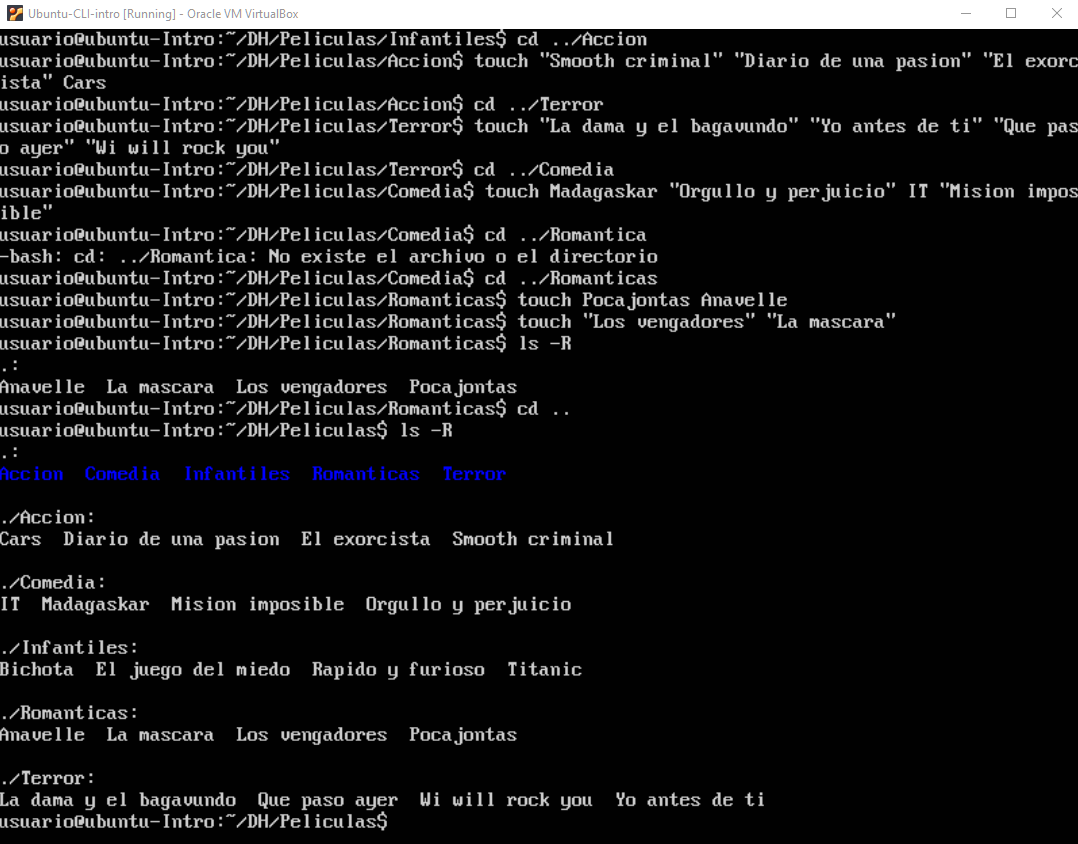 Ubuntu-CLI-intro [Running] - Oracle VM VirtualBox
usuario@ubuntu-Intro:~/DH/Peliculas/Infantiles$ cd ../Accion
usuario@ubuntu-Intro:~/DH/Peliculas/Accion$ touch "Smooth criminal" "Diario de una pasion" "El exorc
ista" Cars
usuario@ubuntu-Intro:~/DH/Peliculas/Accion$ cd ../Terror
usuario@ubuntu-Intro:~/DH/Peliculas/Terror$ touch "La dama y el bagavundo" "Yo antes de ti" "Que pas
o ayer" "Wi will rock you"
usuario@ubuntu-Intro:~/DH/Peliculas/Terror$ cd ../Comedia
usuario@ubuntu-Intro:~/DH/Peliculas/Comedia$ touch Madagaskar "Orgullo y perjuicio" IT "Mision impos
ible"
usuario@ubuntu-Intro:~/DH/Peliculas/Comedia$ cd ../Romantica
-bash: cd: ../Romantica: No existe el archivo o el directorio
usuario@ubuntu-Intro:~/DH/Peliculas/Comedia$ cd ../Romanticas
usuario@ubuntu-Intro:~/DH/Peliculas/Romanticas$ touch Pocajontas Anavelle
usuario@ubuntu-Intro:~/DH/Peliculas/Romanticas$ touch "Los vengadores" "La mascara"
usuario@ubuntu-Intro:~/DH/Peliculas/Romanticas$ ls -R
.:
Anavelle  La mascara  Los vengadores  Pocajontas
usuario@ubuntu-Intro:~/DH/Peliculas/Romanticas$ cd ..
usuario@ubuntu-Intro:~/DH/Peliculas$ ls -R
.:
Accion  Comedia  Infantiles  Romanticas  Terror

./Accion:
Cars  Diario de una pasion  El exorcista  Smooth criminal

./Comedia:
IT  Madagaskar  Mision imposible  Orgullo y perjuicio

./Infantiles:
Bichota  El juego del miedo  Rapido y furioso  Titanic

./Romanticas:
Anavelle  La mascara  Los vengadores  Pocajontas

./Terror:
La dama y el bagavundo  Que paso ayer  Wi will rock you  Yo antes de ti
usuario@ubuntu-Intro:~/DH/Peliculas$